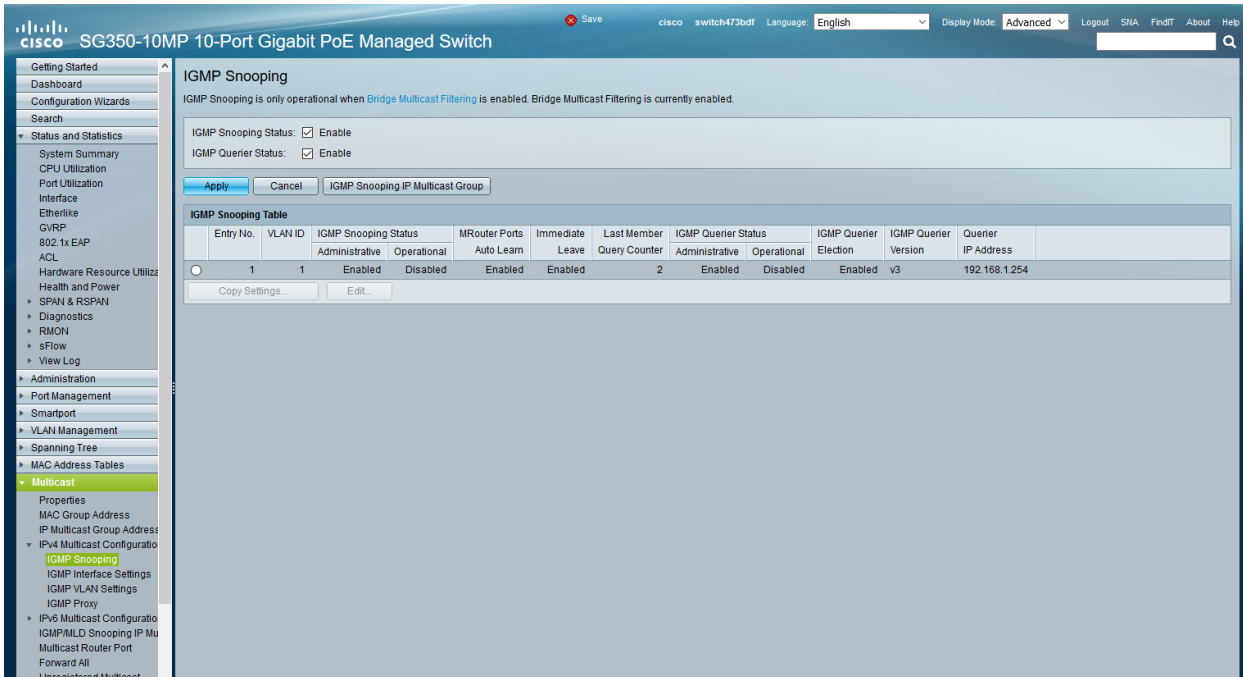 Save cisco switch473bdf Language: English Display Mode: Advanced Logout SNA FindIT About Help
CISCO SG350-10MP 10-Port Gigabit PoE Managed Switch
Getting Started
Dashboard
Configuration Wizards
Search
Status and Statistics
System Summary
CPU Utilization
Port Utilization
Interface
Etherlike
GVRP
802.1x EAP
ACL
Hardware Resource Utiliza
Health and Power
SPAN & RSPAN
Diagnostics
RMON
sFlow
View Log
Administration
Port Management
Smartport
VLAN Management
Spanning Tree
MAC Address Tables
Multicast
Properties
MAC Group Address
IP Multicast Group Address
IPv4 Multicast Configuratio
IGMP Snooping
IGMP Interface Settings
IGMP VLAN Settings
IGMP Proxy
IPv6 Multicast Configuratio
IGMP/MLD Snooping IP Mu
Multicast Router Port
Forward All
Unregistered Multicast
IGMP Snooping
IGMP Snooping is only operational when Bridge Multicast Filtering is enabled. Bridge Multicast Filtering is currently enabled.
IGMP Snooping Status: Enable
IGMP Querier Status: Enable
Apply Cancel IGMP Snooping IP Multicast Group
IGMP Snooping Table
Entry No. VLAN ID IGMP Snooping Status MRouter Ports Immediate Last Member IGMP Querier Status IGMP Querier IGMP Querier Querier
Administrative Operational Auto Learn Leave Query Counter Administrative Operational Election Version IP Address
1 1 Enabled Disabled Enabled Enabled 2 Enabled Disabled Enabled v3 192.168.1.254
Copy Settings... Edit...